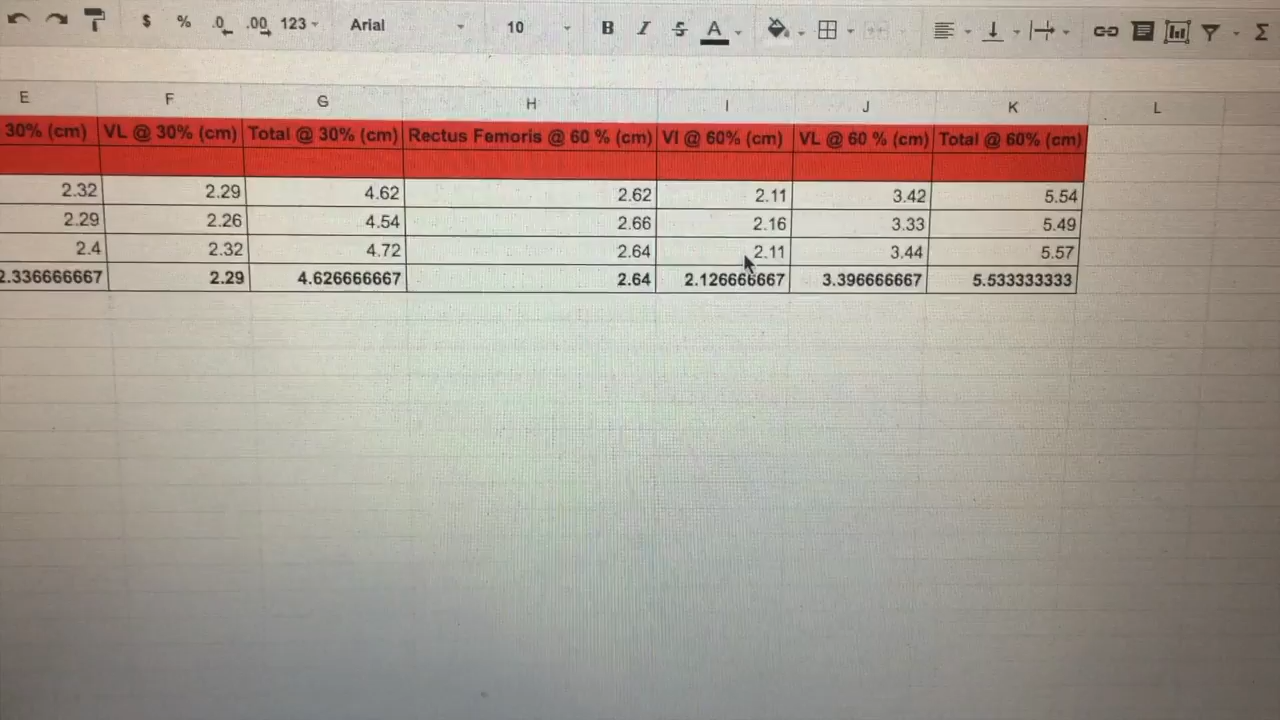 $ % .0 .00 123 Arial 10 B I S A Σ
E F G H I J K L
30% (cm) VL @ 30% (cm) Total @ 30% (cm) Rectus Femoris @ 60 % (cm) VI @ 60% (cm) VL @ 60 % (cm) Total @ 60% (cm)
2.32 2.29 4.62 2.62 2.11 3.42 5.54
2.29 2.26 4.54 2.66 2.16 3.33 5.49
2.4 2.32 4.72 2.64 2.11 3.44 5.57
2.336666667 2.29 4.626666667 2.64 2.126666667 3.396666667 5.533333333